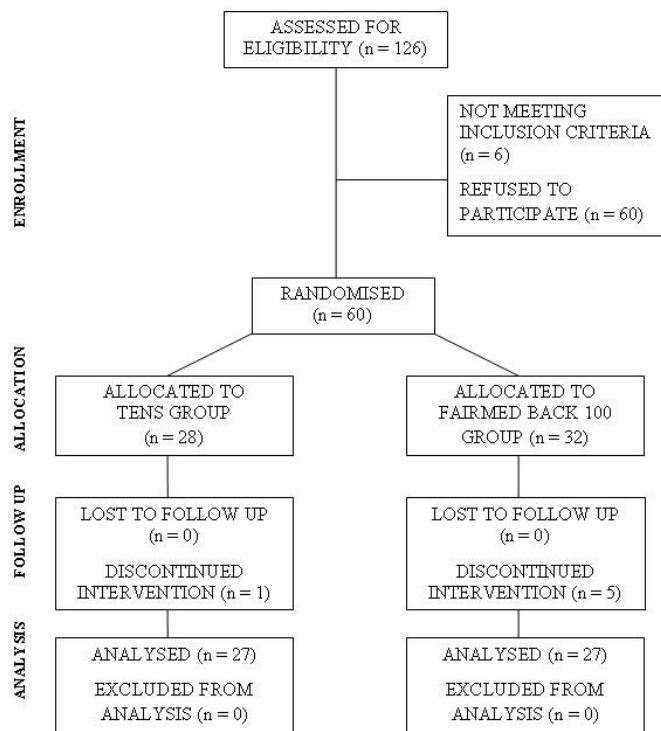 ASSESSED FOR
ELIGIBILITY (n = 126)
ENROLLMENT
NOT MEETING
INCLUSION CRITERIA
(n = 6)
REFUSED TO
PARTICIPATE (n = 60)
RANDOMISED
(n = 60)
ALLOCATION
ALLOCATED TO
TENS GROUP
(n = 28)
ALLOCATED TO
FAIRMED BACK 100
GROUP (n = 32)
FOLLOW UP
LOST TO FOLLOW UP
(n = 0)
DISCONTINUED
INTERVENTION (n = 1)
LOST TO FOLLOW UP
(n = 0)
DISCONTINUED
INTERVENTION (n = 5)
ANALYSIS
ANALYSED (n = 27)
EXCLUDED FROM
ANALYSIS (n = 0)
ANALYSED (n = 27)
EXCLUDED FROM
ANALYSIS (n = 0)